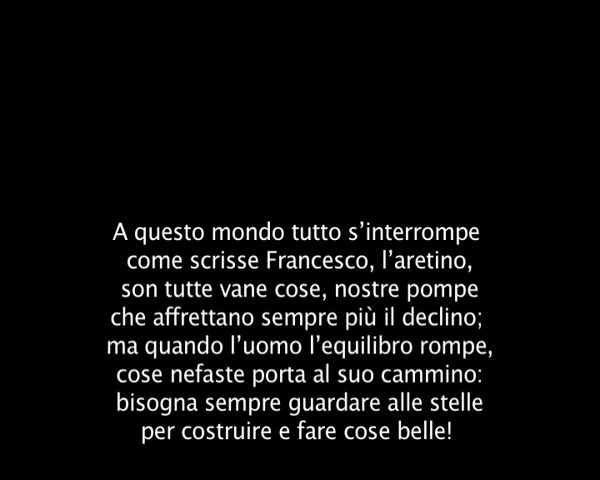 A questo mondo tutto s’interrompe
come scrisse Francesco, l’aretino,
son tutte vane cose, nostre pompe
che affrettano sempre più il declino;
ma quando l’uomo l’equilibro rompe,
cose nefaste porta al suo cammino:
bisogna sempre guardare alle stelle
per costruire e fare cose belle!